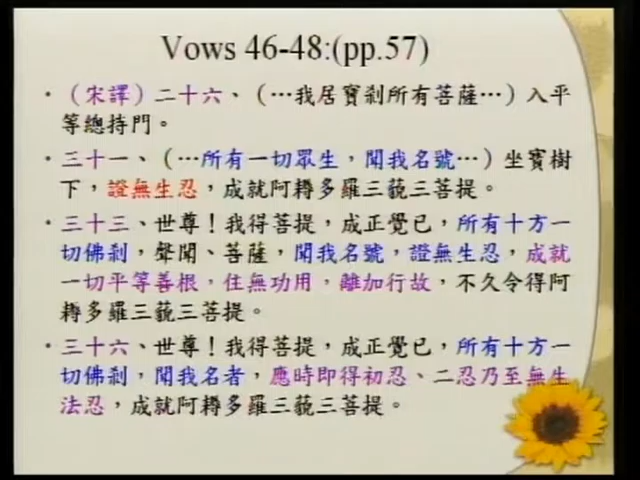 Vows 46-48:(pp.57)
• （宋譯）二十六、（…我居寶剎所有菩薩…）入平
等總持門。
• 三十一、（…所有一切眾生，聞我名號…）坐寶樹
下，證無生忍，成就阿耨多羅三藐三菩提。
• 三十三、世尊！我得菩提，成正覺已，所有十方一
切佛剎，聲聞、菩薩，聞我名號，證無生忍，成就
一切平等善根，住無功用，離加行故，不久令得阿
耨多羅三藐三菩提。
• 三十六、世尊！我得菩提，成正覺已，所有十方一
切佛剎，聞我名者，應時即得初忍、二忍乃至無生
法忍，成就阿耨多羅三藐三菩提。